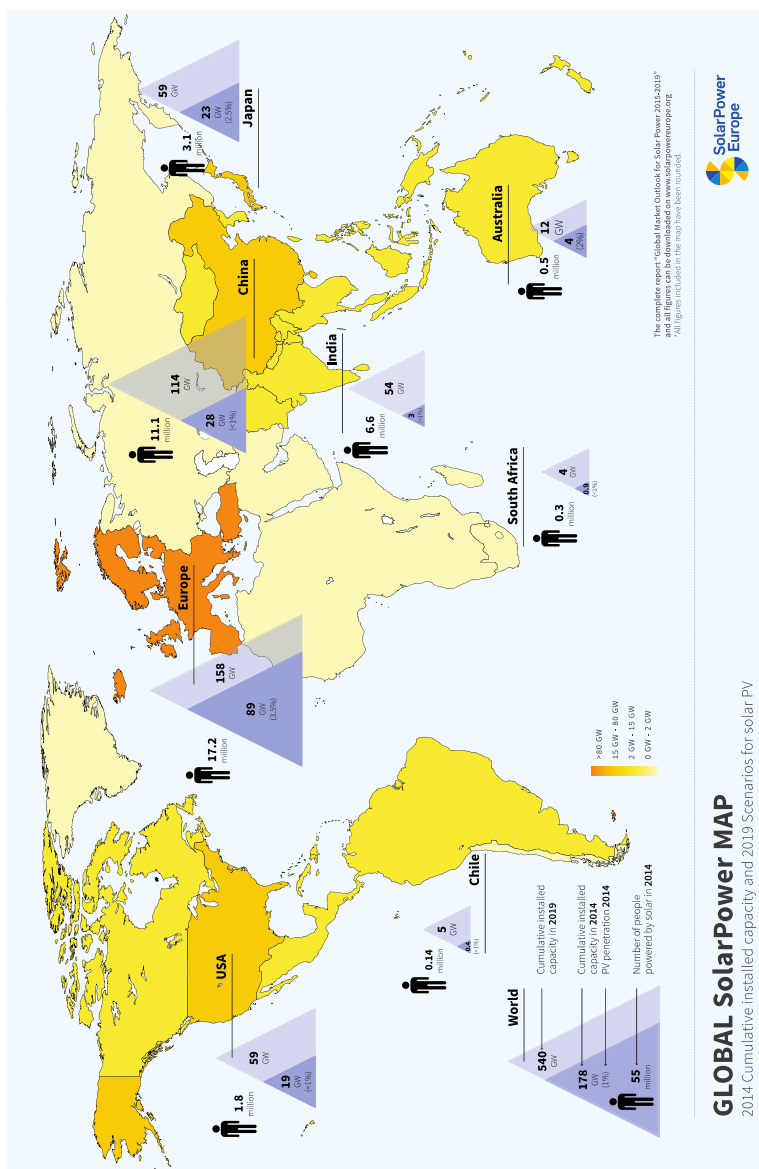 GLOBAL SolarPower MAP
2014 Cumulative installed capacity and 2019 Scenarios for solar PV
USA
59
GW
19
GW
(<1%)
1.8
million
Chile
5
GW
0.4
(<1%)
0.14
million
Europe
158
GW
89
GW
(3.5%)
17.2
million
South Africa
4
GW
0.9
(<1%)
0.3
million
China
114
GW
28
GW
(<1%)
11.1
million
India
54
GW
3
(<1%)
6.6
million
Japan
59
GW
23
GW
(2.5%)
3.1
million
Australia
12
GW
4
(2%)
0.5
million
World
540
GW
178
GW
(1%)
55
million
Cumulative installed
capacity in 2019
Cumulative installed
capacity in 2014
PV penetration 2014
Number of people
powered by solar in 2014
>80 GW
15 GW - 80 GW
2 GW - 15 GW
0 GW - 2 GW
The complete report "Global Market Outlook for Solar Power 2015-2019"
and all figures can be downloaded on www.solarpowereurope.org
*All figures included in the map have been rounded.
SolarPower
Europe